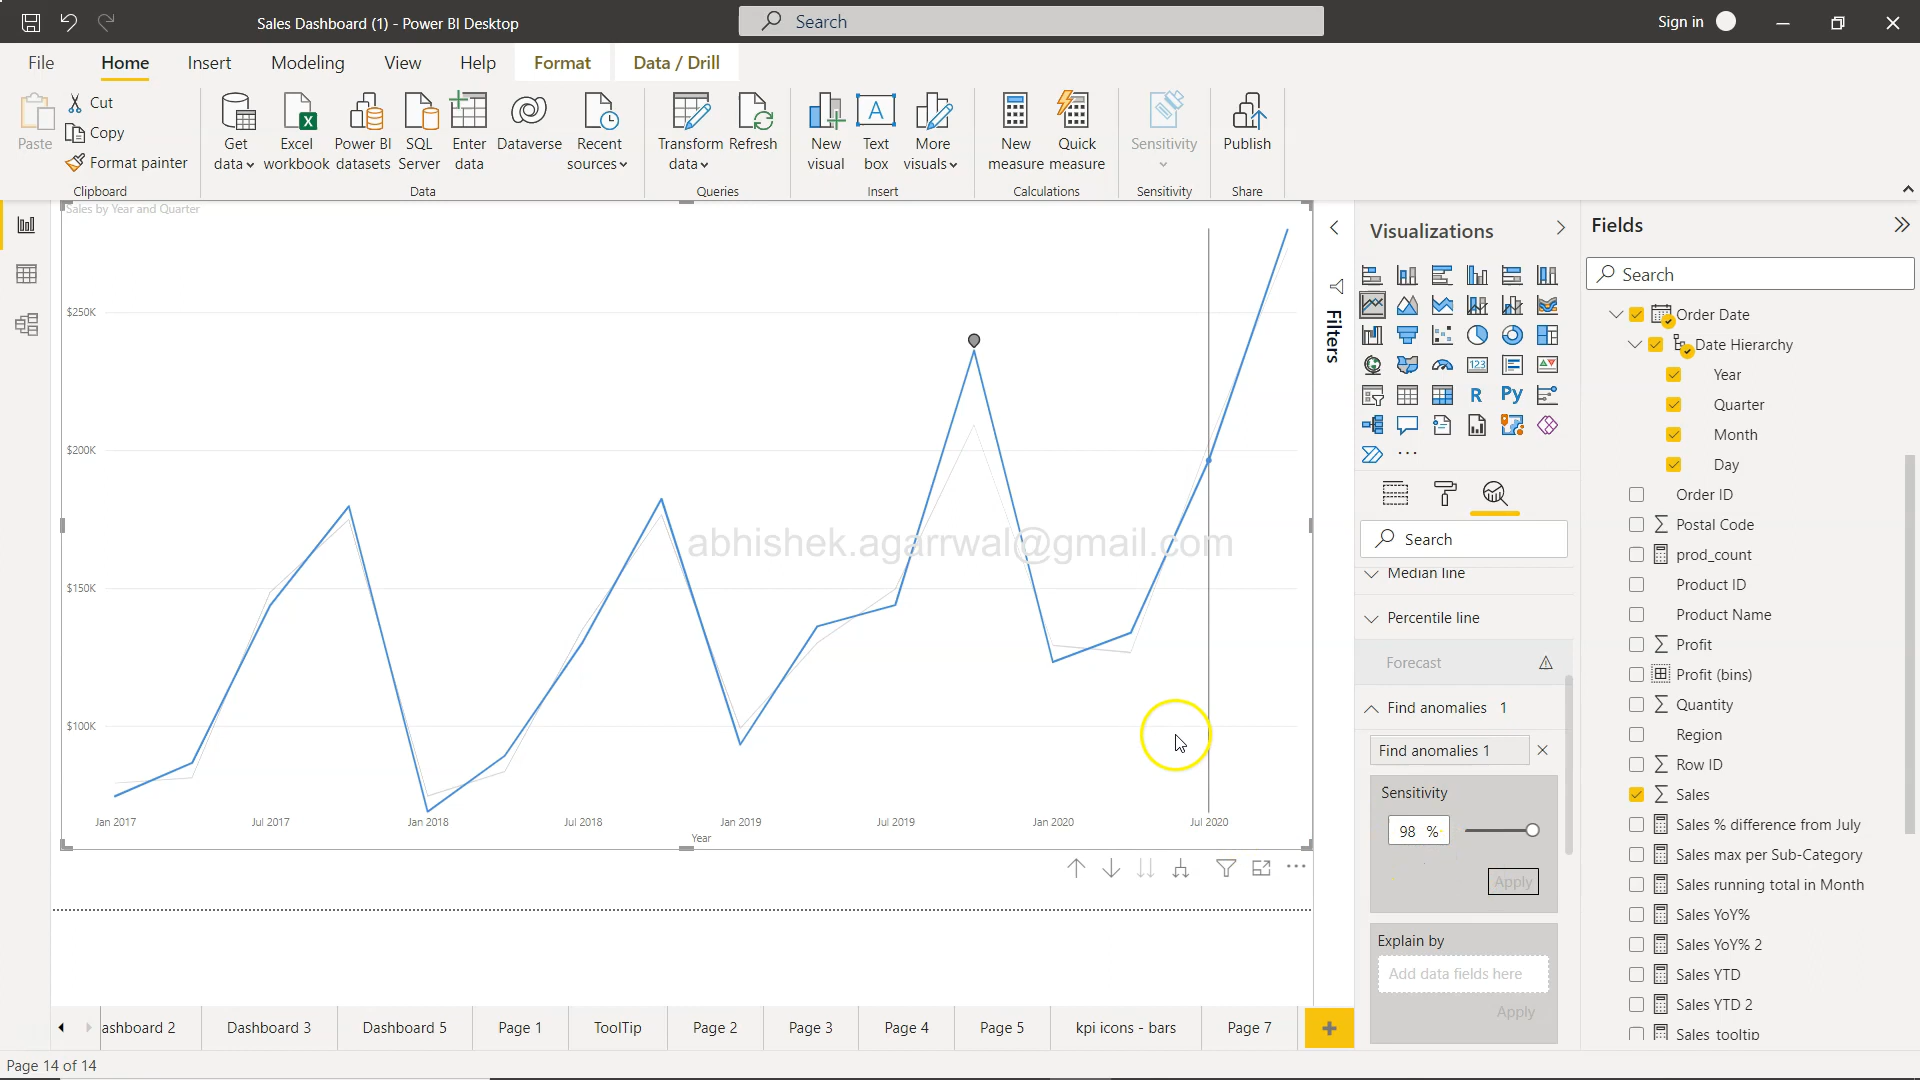 Sales Dashboard (1) - Power BI Desktop
Search
Sign in
File
Home
Insert
Modeling
View
Help
Format
Data / Drill
Paste
Cut
Copy
Format painter
Clipboard
Get data
Excel workbook
Power BI datasets
SQL Server
Enter data
Dataverse
Recent sources
Data
Transform data
Refresh
Queries
New visual
Text box
More visuals
Insert
New measure
Quick measure
Calculations
Sensitivity
Sensitivity
Publish
Share
Sales by Year and Quarter
$250K
$200K
$150K
$100K
abhishek.agarrwal@gmail.com
Jan 2017
Jul 2017
Jan 2018
Jul 2018
Jan 2019
Jul 2019
Jan 2020
Jul 2020
Year
Filters
Visualizations
123
R
Py
Search
Median line
Percentile line
Forecast
Find anomalies 1
Find anomalies 1
Sensitivity
98 %
Apply
Explain by
Add data fields here
Apply
Fields
Search
Order Date
Date Hierarchy
Year
Quarter
Month
Day
Order ID
Postal Code
prod_count
Product ID
Product Name
Profit
Profit (bins)
Quantity
Region
Row ID
Sales
Sales % difference from July
Sales max per Sub-Category
Sales running total in Month
Sales YoY%
Sales YoY% 2
Sales YTD
Sales YTD 2
Sales tooltip
ashboard 2
Dashboard 3
Dashboard 5
Page 1
ToolTip
Page 2
Page 3
Page 4
Page 5
kpi icons - bars
Page 7
Page 14 of 14